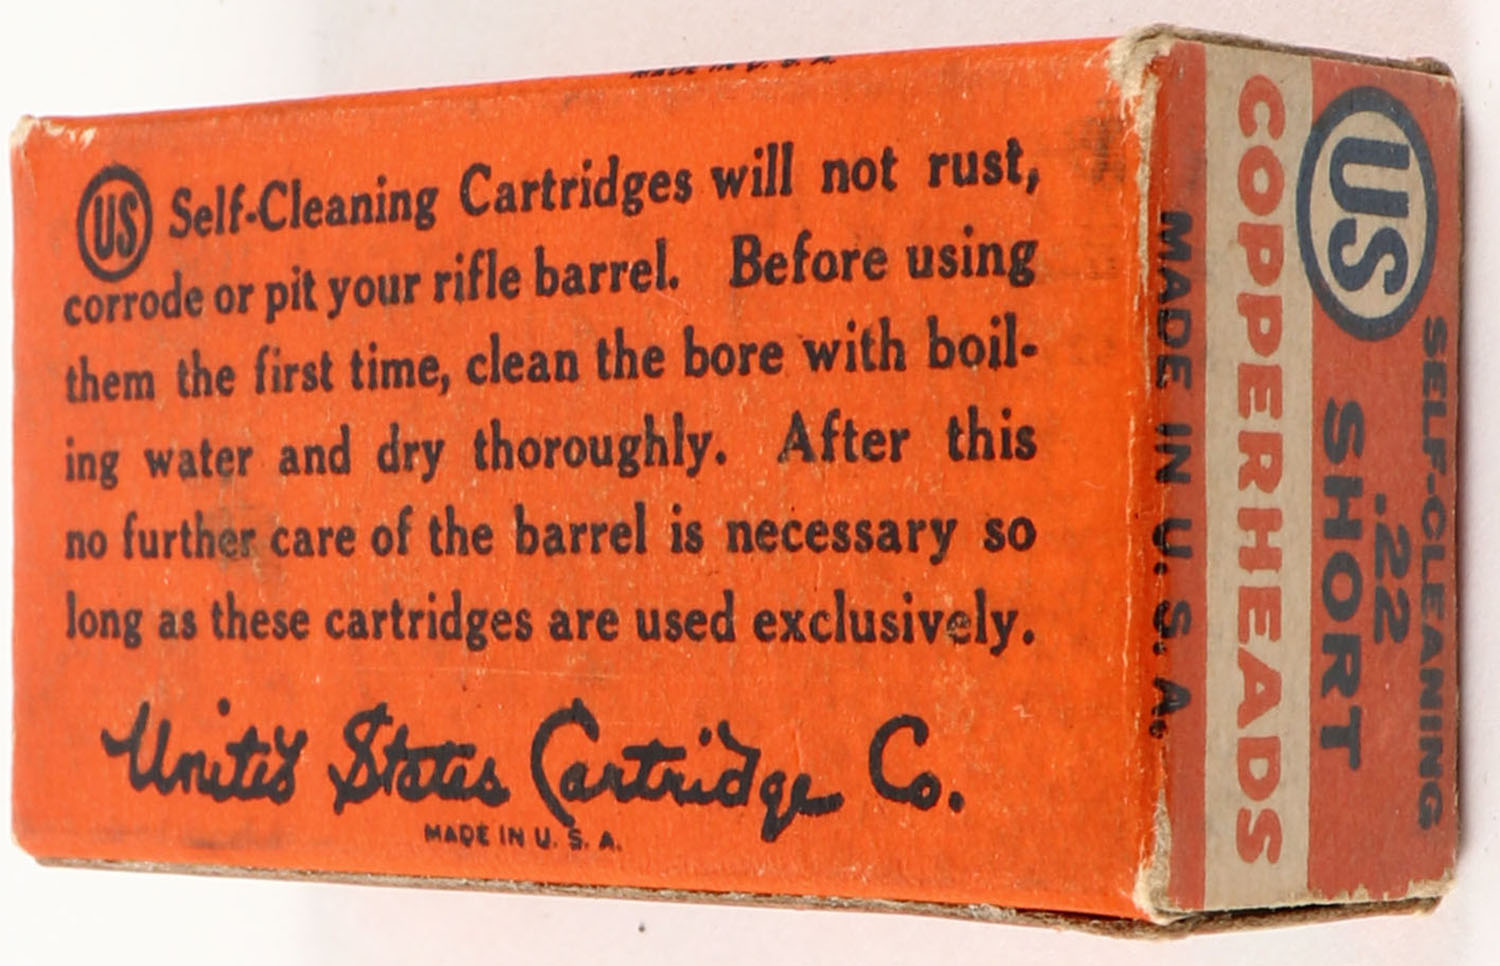 MADE IN U. S. A.
US Self-Cleaning Cartridges will not rust,
corrode or pit your rifle barrel. Before using
them the first time, clean the bore with boil-
ing water and dry thoroughly. After this
no further care of the barrel is necessary so
long as these cartridges are used exclusively.
United States Cartridge Co.
MADE IN U. S. A.
US
SELF-CLEANING
.22
SHORT
COPPERHEADS
MADE IN U. S. A.